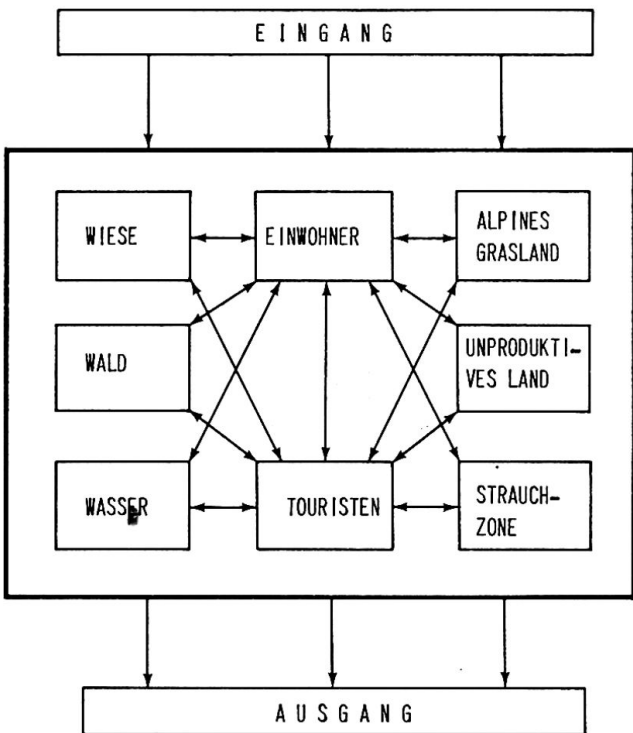 EINGANG
WIESE
EINWOHNER
ALPINES
GRASLAND
WALD
UNPRODUKTI-
VES LAND
WASSER
TOURISTEN
STRAUCH-
ZONE
AUSGANG